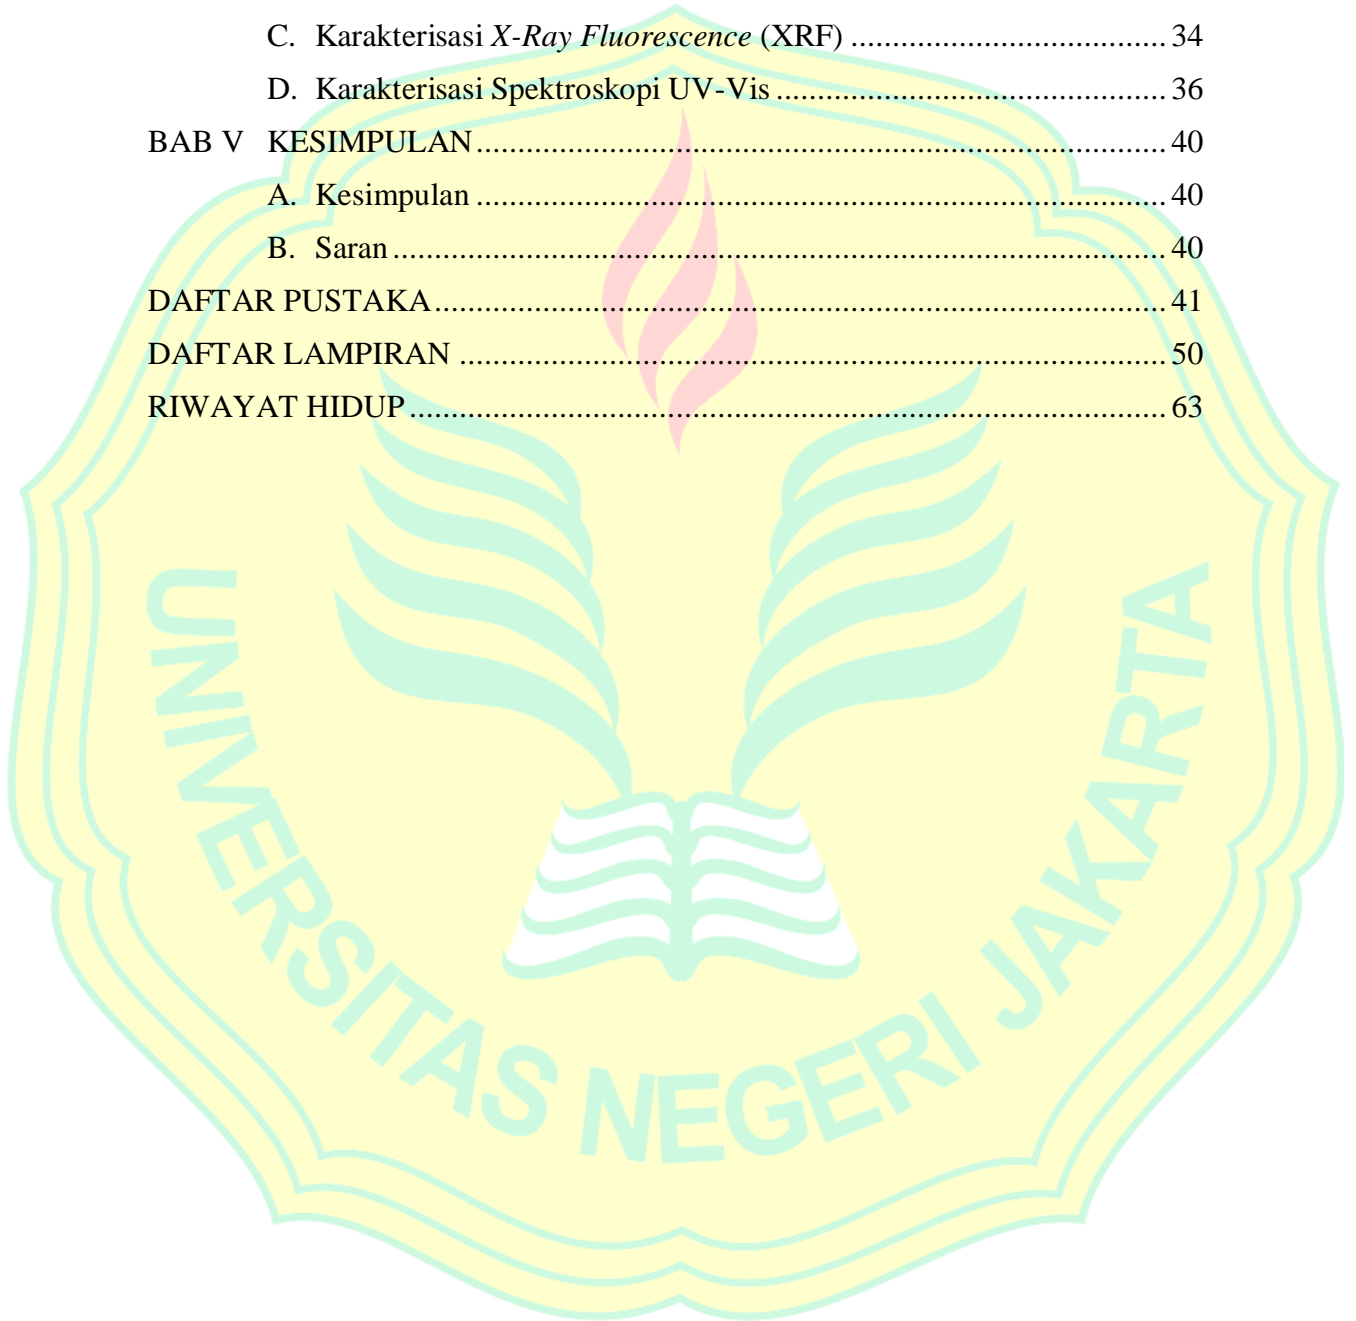 C. Karakterisasi X-Ray Fluorescence (XRF) ................................... 34
D. Karakterisasi Spektroskopi UV-Vis ........................................... 36
BAB V KESIMPULAN ............................................................................. 40
A. Kesimpulan ............................................................................. 40
B. Saran ...................................................................................... 40
DAFTAR PUSTAKA .................................................................................. 41
DAFTAR LAMPIRAN ............................................................................... 50
RIWAYAT HIDUP ..................................................................................... 63
UNIVERSITAS NEGERI JAKARTA